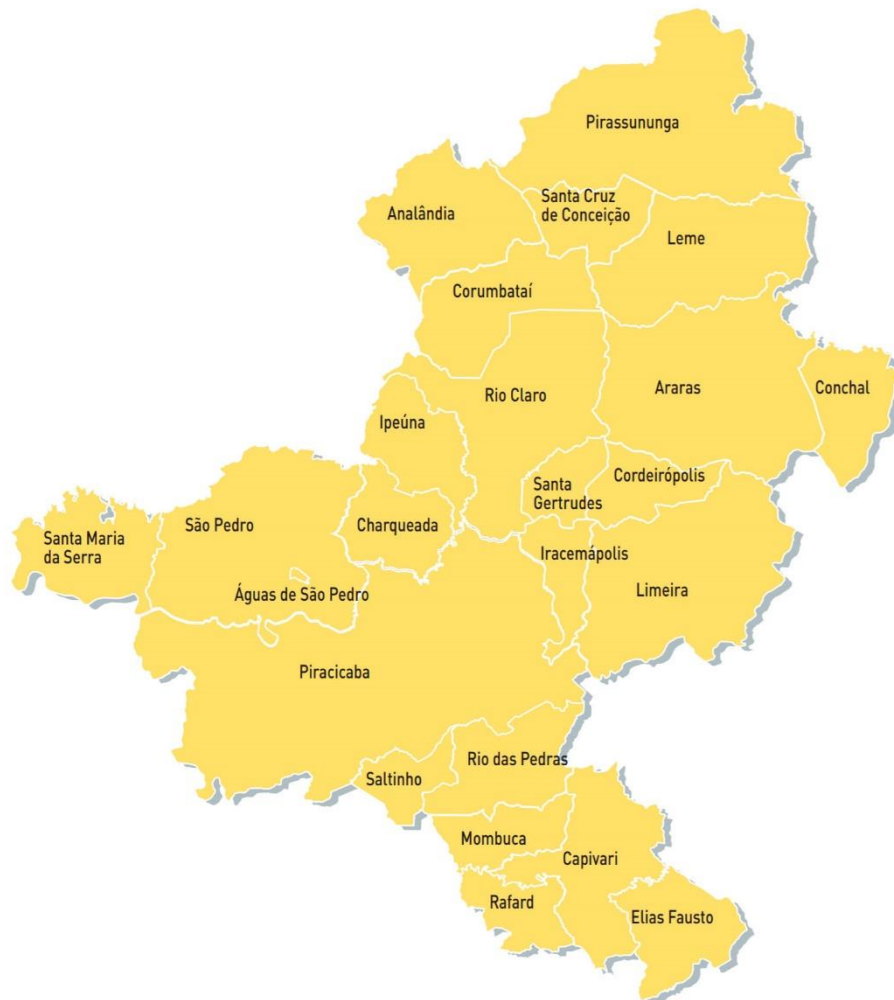 Pirassununga
Santa Cruz
de Conceição
Analândia
Leme
Corumbataí
Araras
Conchal
Rio Claro
Ipeúna
Cordeirópolis
Santa
Gertrudes
Charqueada
São Pedro
Santa Maria
da Serra
Iracemápolis
Limeira
Águas de São Pedro
Piracicaba
Rio das Pedras
Saltinho
Mombuca
Capivari
Rafard
Elias Fausto